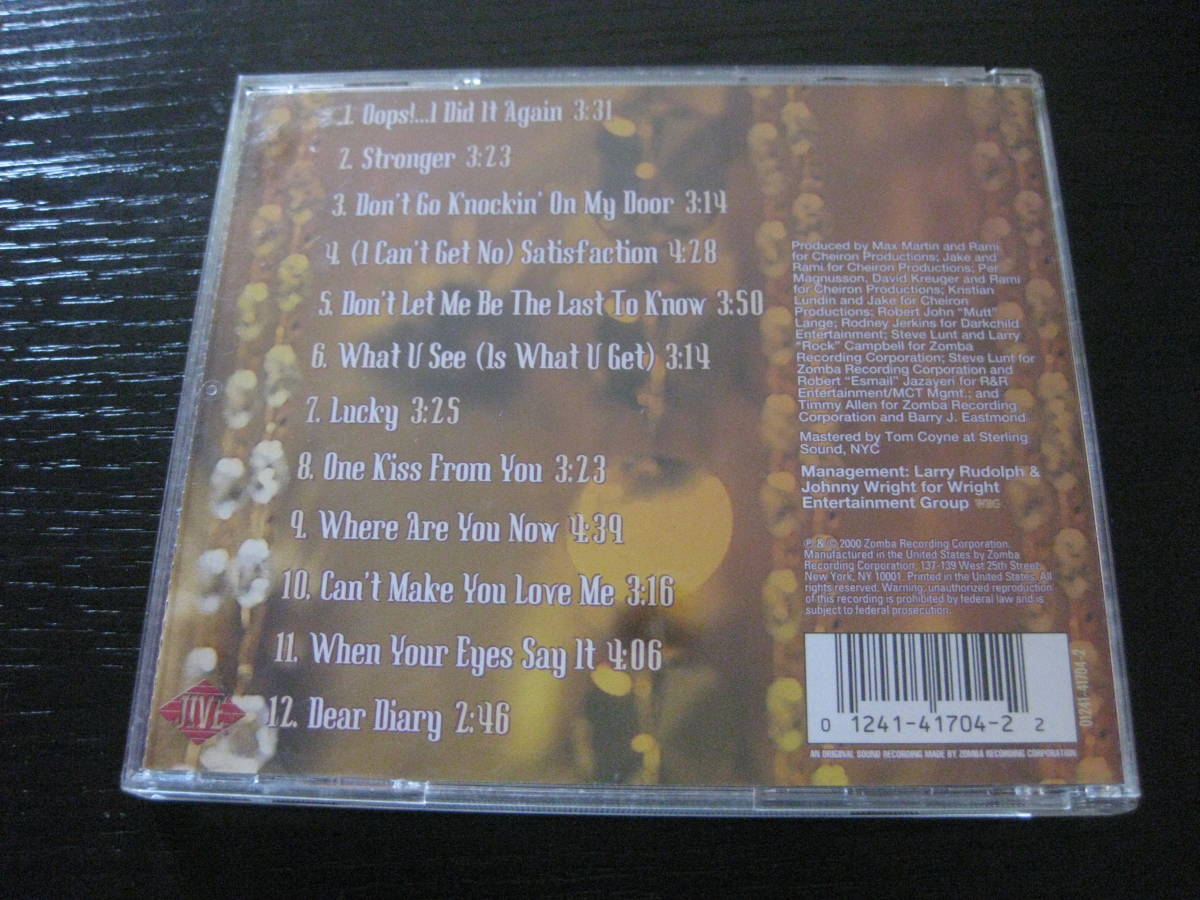 1. Oops!...I Did It Again 3:31
2. Stronger 3:23
3. Don't Go Knockin' On My Door 3:14
4. (I Can't Get No) Satisfaction 4:28
5. Don't Let Me Be The Last To Know 3:50
6. What U See (Is What U Get) 3:14
7. Lucky 3:25
8. One Kiss From You 3:23
9. Where Are You Now 4:39
10. Can't Make You Love Me 3:16
11. When Your Eyes Say It 4:06
12. Dear Diary 2:46
JIVE
Produced by Max Martin and Rami
for Cheiron Productions; Jake and
Rami for Cheiron Productions; Per
Magnusson, David Kreuger and Rami
for Cheiron Productions; Kristian
Lundin and Jake for Cheiron
Productions; Robert John "Mutt"
Lange; Rodney Jerkins for Darkchild
Entertainment; Steve Lunt and Larry
"Rock" Campbell for Zomba
Recording Corporation; Steve Lunt for
Zomba Recording Corporation and
Robert "Esmail" Jazayeri for R&R
Entertainment/MCT Mgmt.; and
Timmy Allen for Zomba Recording
Corporation and Barry J. Eastmond
Mastered by Tom Coyne at Sterling
Sound, NYC
Management: Larry Rudolph &
Johnny Wright for Wright
Entertainment Group WEG
℗ & © 2000 Zomba Recording Corporation.
Manufactured in the United States by Zomba
Recording Corporation, 137-139 West 25th Street,
New York, NY 10001. Printed in the United States. All
rights reserved. Warning: unauthorized reproduction
of this recording is prohibited by federal law and is
subject to federal prosecution.
0 1241-41704-2 2
01241-41704-2
AN ORIGINAL SOUND RECORDING MADE BY ZOMBA RECORDING CORPORATION